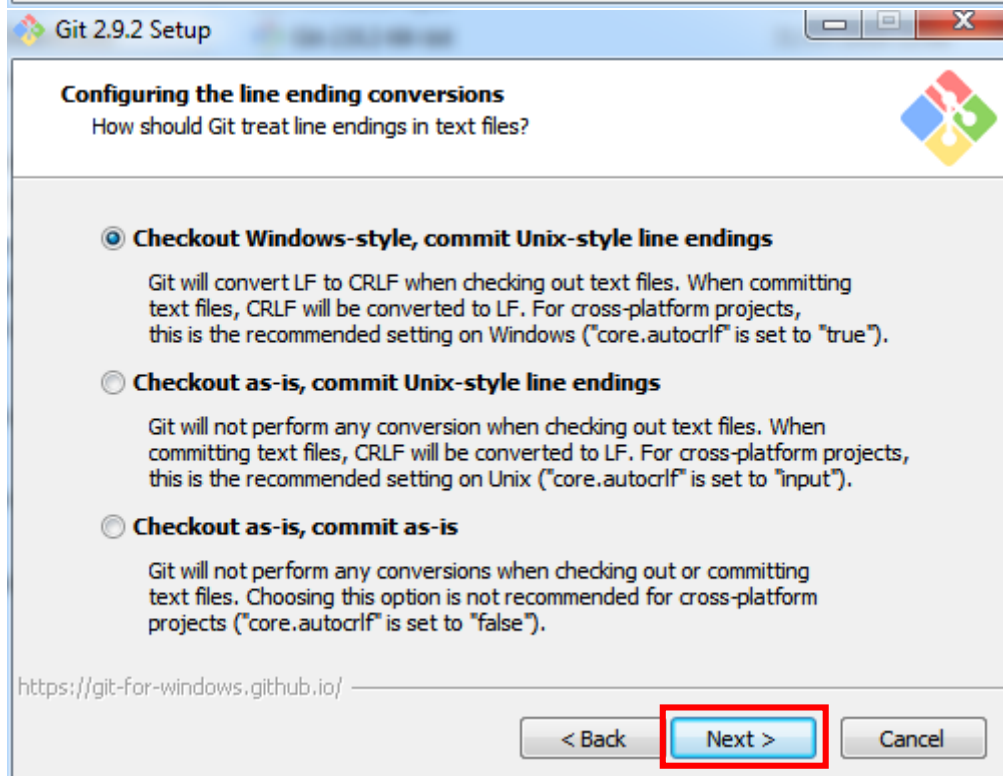 Git 2.9.2 Setup
Configuring the line ending conversions
How should Git treat line endings in text files?
Checkout Windows-style, commit Unix-style line endings
Git will convert LF to CRLF when checking out text files. When committing
text files, CRLF will be converted to LF. For cross-platform projects,
this is the recommended setting on Windows ("core.autocrlf" is set to "true").
Checkout as-is, commit Unix-style line endings
Git will not perform any conversion when checking out text files. When
committing text files, CRLF will be converted to LF. For cross-platform projects,
this is the recommended setting on Unix ("core.autocrlf" is set to "input").
Checkout as-is, commit as-is
Git will not perform any conversions when checking out or committing
text files. Choosing this option is not recommended for cross-platform
projects ("core.autocrlf" is set to "false").
https://git-for-windows.github.io/
< Back Next > Cancel